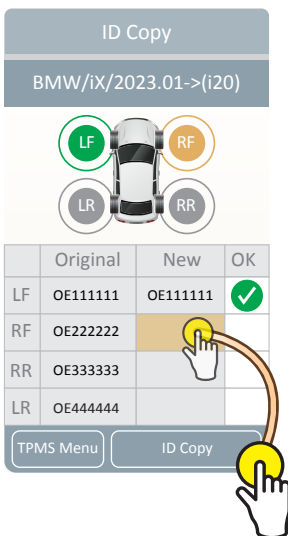 ID Copy
BMW/iX/2023.01->(i20)
LF RF
LR RR
Original New OK
LF OE111111 OE111111
RF OE222222
RR OE333333
LR OE444444
TPMS Menu ID Copy